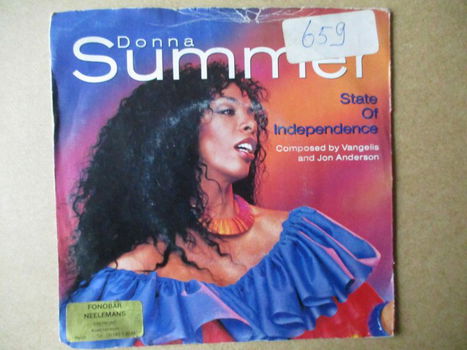 Donna
Summer
659
State
Of
Independence
Composed by Vangelis
and Jon Anderson
FONOBAR
NEELEMANS